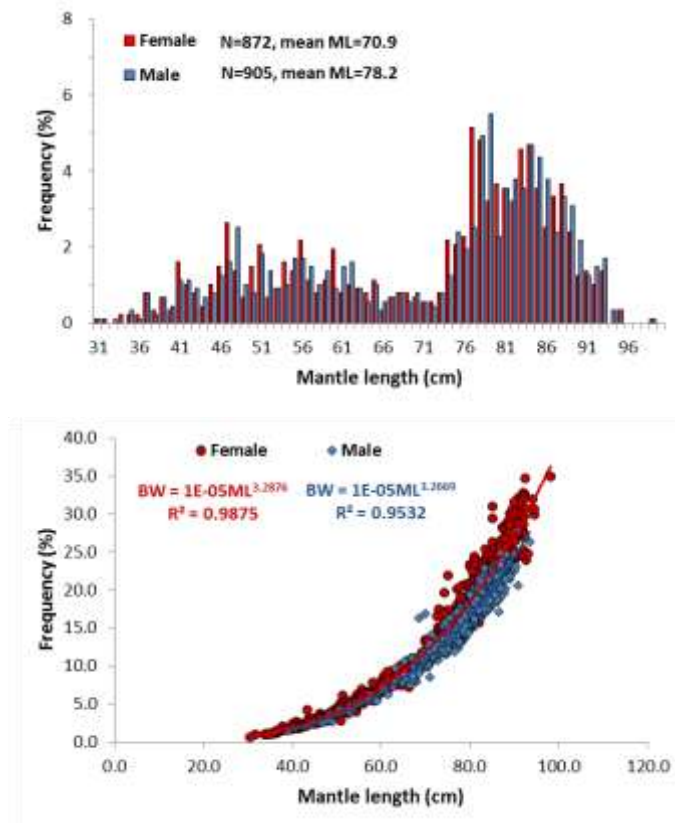 8
6
4
2
0
Frequency (%)
Female N=872, mean ML=70.9
Male N=905, mean ML=78.2
31 36 41 46 51 56 61 66 71 76 81 86 91 96
Mantle length (cm)
40.0
35.0
30.0
25.0
20.0
15.0
10.0
5.0
0.0
Frequency (%)
Female Male
BW = 1E-05ML^3.2876 BW = 1E-05ML^3.2669
R² = 0.9875 R² = 0.9532
0.0 20.0 40.0 60.0 80.0 100.0 120.0
Mantle length (cm)